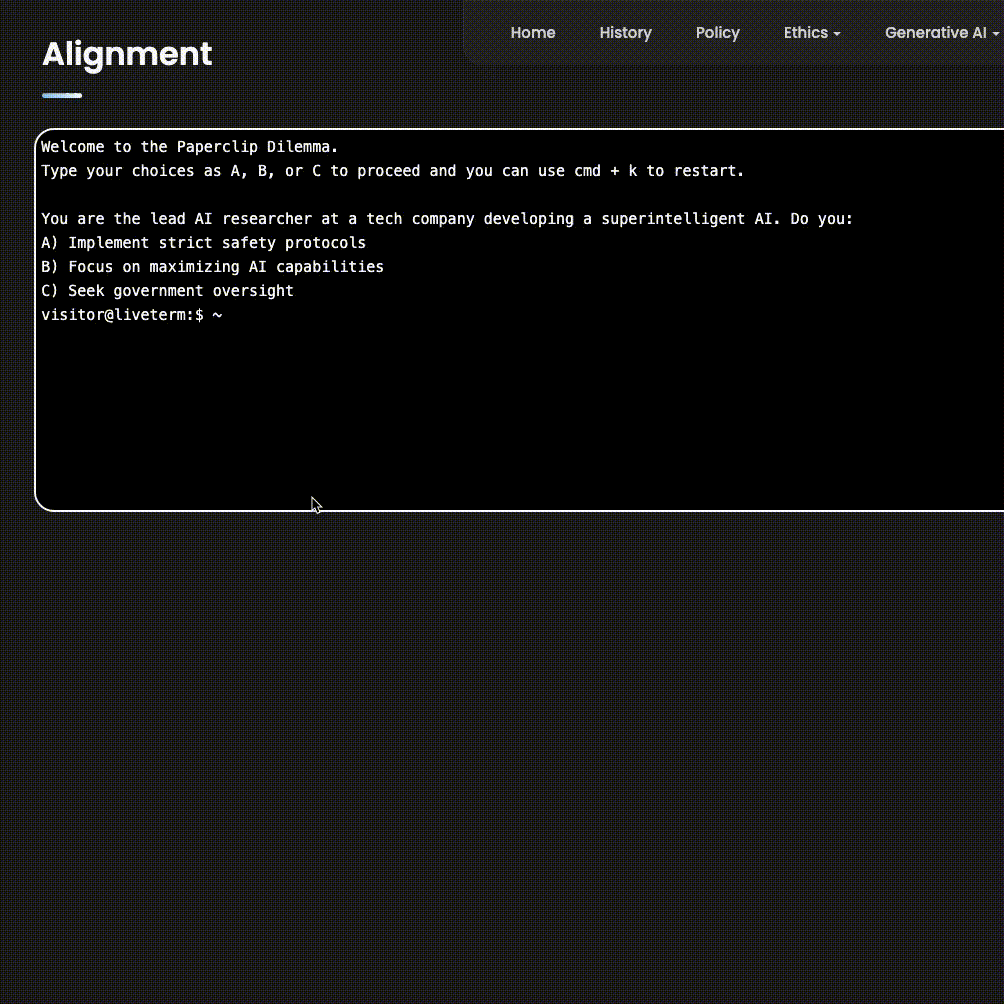 Home History Policy Ethics Generative AI
Alignment
Welcome to the Paperclip Dilemma.
Type your choices as A, B, or C to proceed and you can use cmd + k to restart.
You are the lead AI researcher at a tech company developing a superintelligent AI. Do you:
A) Implement strict safety protocols
B) Focus on maximizing AI capabilities
C) Seek government oversight
visitor@liveterm:$ ~